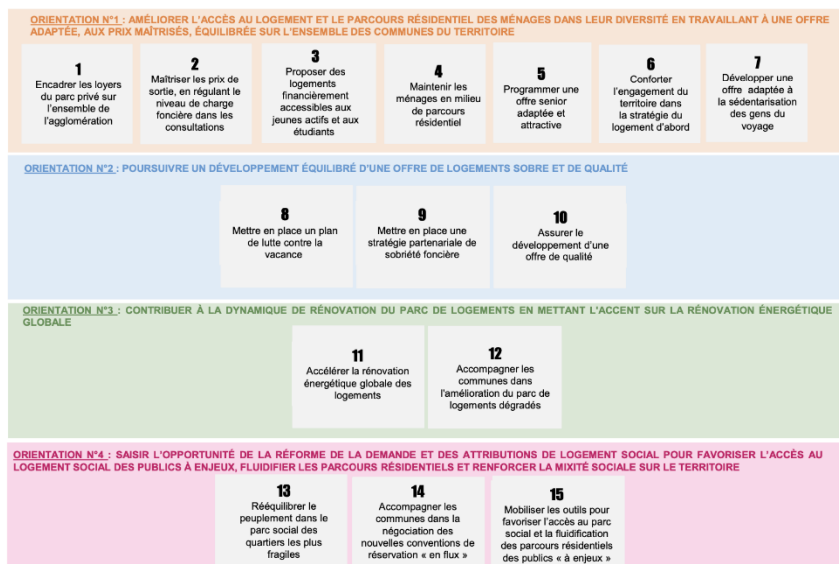 ORIENTATION N°1 : AMÉLIORER L'ACCÈS AU LOGEMENT ET LE PARCOURS RÉSIDENTIEL DES MÉNAGES DANS LEUR DIVERSITÉ EN TRAVAILLANT À UNE OFFRE
ADAPTÉE, AUX PRIX MAÎTRISÉS, ÉQUILIBRÉE SUR L'ENSEMBLE DES COMMUNES DU TERRITOIRE
1
Encadrer les loyers
du parc privé sur
l'ensemble de
l'agglomération
2
Maîtriser les prix de
sortie, en régulant le
niveau de charge
foncière dans les
consultations
3
Proposer des
logements
financièrement
accessibles aux
jeunes actifs et aux
étudiants
4
Maintenir les
ménages en milieu
de parcours
résidentiel
5
Programmer une
offre senior
adaptée et
attractive
6
Conforter
l'engagement du
territoire dans
la stratégie du
logement d'abord
7
Développer une
offre adaptée à
la sédentarisation
des gens du
voyage
ORIENTATION N°2 : POURSUIVRE UN DÉVELOPPEMENT ÉQUILIBRÉ D'UNE OFFRE DE LOGEMENTS SOBRE ET DE QUALITÉ
8
Mettre en place un plan
de lutte contre la
vacance
9
Mettre en place une
stratégie partenariale de
sobriété foncière
10
Assurer le
développement d'une
offre de qualité
ORIENTATION N°3 : CONTRIBUER À LA DYNAMIQUE DE RÉNOVATION DU PARC DE LOGEMENTS EN METTANT L'ACCENT SUR LA RÉNOVATION ÉNERGÉTIQUE
GLOBALE
11
Accélérer la rénovation
énergétique globale des
logements
12
Accompagner les
communes dans
l'amélioration du parc de
logements dégradés
ORIENTATION N°4 : SAISIR L'OPPORTUNITÉ DE LA RÉFORME DE LA DEMANDE ET DES ATTRIBUTIONS DE LOGEMENT SOCIAL POUR FAVORISER L'ACCÈS AU
LOGEMENT SOCIAL DES PUBLICS À ENJEUX, FLUIDIFIER LES PARCOURS RÉSIDENTIELS ET RENFORCER LA MIXITÉ SOCIALE SUR LE TERRITOIRE
13
Rééquilibrer le
peuplement dans le
parc social des
quartiers les plus
fragiles
14
Accompagner les
communes dans la
négociation des
nouvelles conventions de
réservation « en flux »
15
Mobiliser les outils pour
favoriser l'accès au parc
social et la fluidification
des parcours résidentiels
des publics « à enjeux »